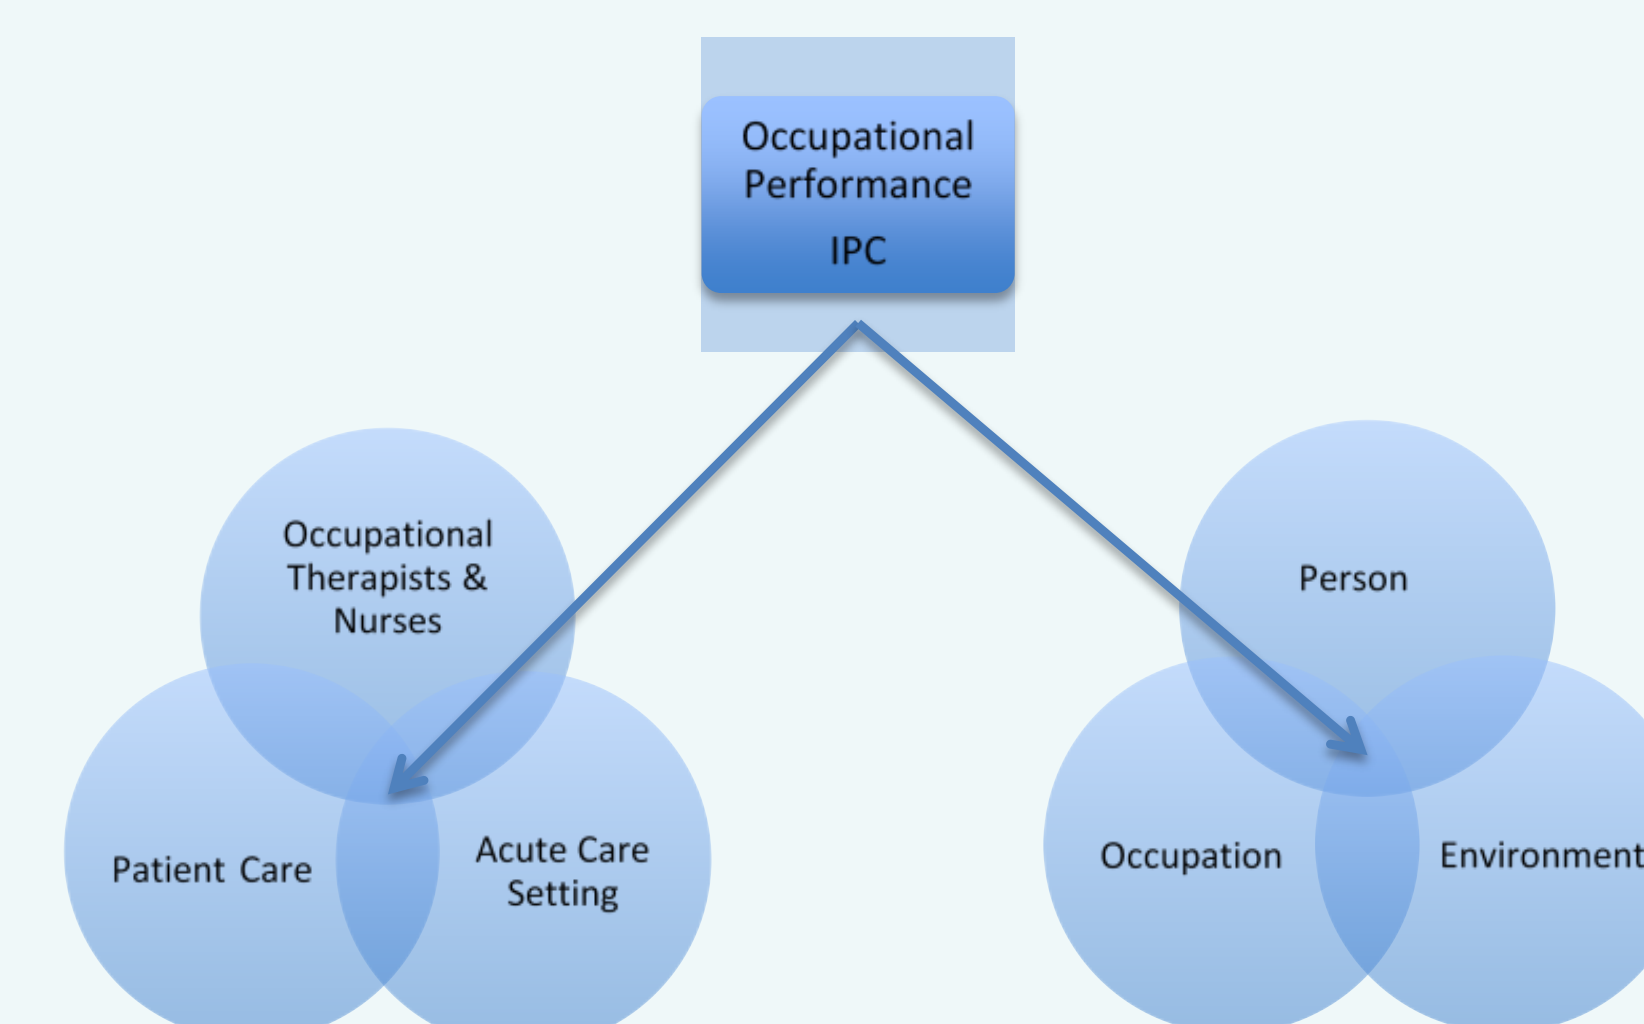 Occupational
Performance
IPC
Occupational
Therapists &
Nurses
Patient Care
Acute Care
Setting
Person
Occupation
Environment